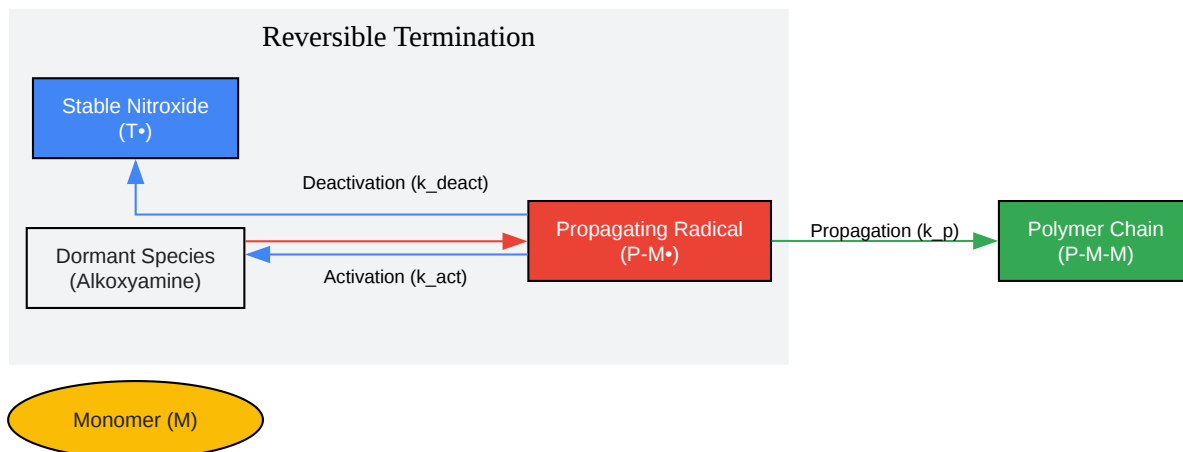 Reversible Termination
Stable Nitroxide
(T•)
Deactivation (k_deact)
Dormant Species
(Alkoxyamine)
Activation (k_act)
Propagating Radical
(P-M•)
Propagation (k_p)
Polymer Chain
(P-M-M)
Monomer (M)